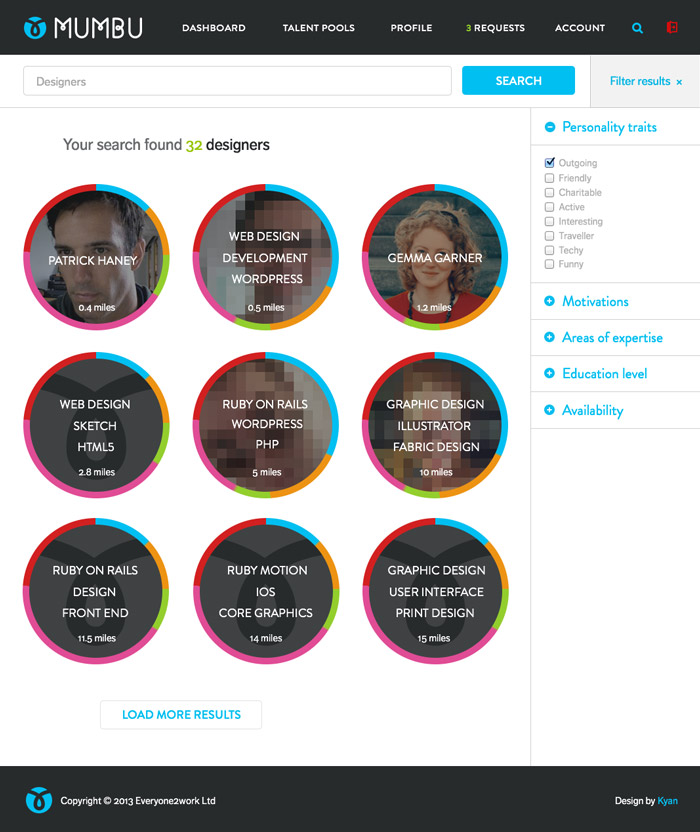 MUMBU
DASHBOARD
TALENT POOLS
PROFILE
3 REQUESTS
ACCOUNT
Designers
SEARCH
Filter results ×
Your search found 32 designers
PATRICK HANEY
0.4 miles
WEB DESIGN
DEVELOPMENT
WORDPRESS
0.5 miles
GEMMA GARNER
1.2 miles
WEB DESIGN
SKETCH
HTML5
2.8 miles
RUBY ON RAILS
WORDPRESS
PHP
5 miles
GRAPHIC DESIGN
ILLUSTRATOR
FABRIC DESIGN
10 miles
RUBY ON RAILS
DESIGN
FRONT END
11.5 miles
RUBY MOTION
IOS
CORE GRAPHICS
14 miles
GRAPHIC DESIGN
USER INTERFACE
PRINT DESIGN
15 miles
LOAD MORE RESULTS
Personality traits
Outgoing
Friendly
Charitable
Active
Interesting
Traveller
Techy
Funny
Motivations
Areas of expertise
Education level
Availability
Copyright © 2013 Everyone2work Ltd
Design by Kyan